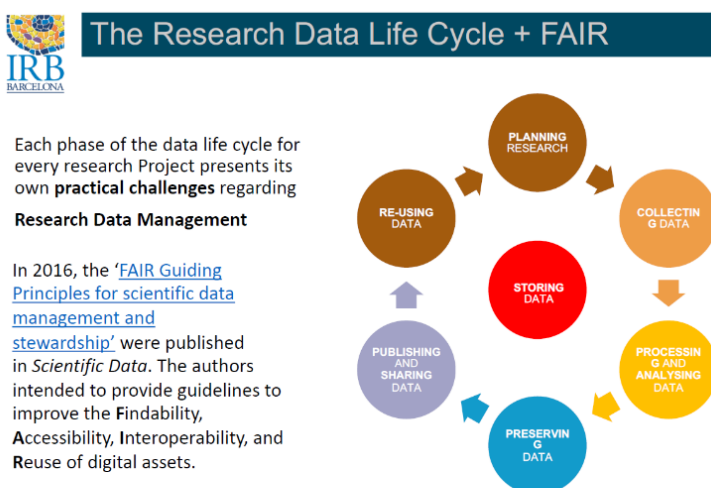 The Research Data Life Cycle + FAIR
IRB
BARCELONA
Each phase of the data life cycle for
every research Project presents its
own practical challenges regarding
Research Data Management
In 2016, the ‘FAIR Guiding
Principles for scientific data
management and
stewardship’ were published
in Scientific Data. The authors
intended to provide guidelines to
improve the Findability,
Accessibility, Interoperability, and
Reuse of digital assets.
PLANNING
RESEARCH
COLLECTIN
G DATA
PROCESSIN
G AND
ANALYSING
DATA
PRESERVIN
G
DATA
PUBLISHING
AND
SHARING
DATA
RE-USING
DATA
STORING
DATA